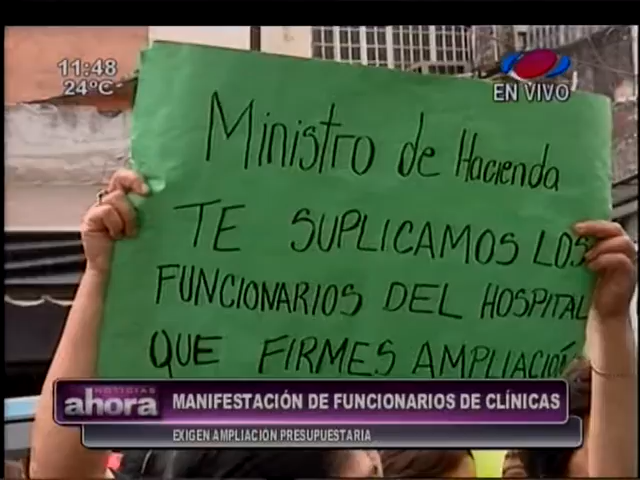 11:48
24°C
EN VIVO
Ministro de Hacienda
TE SUPLICAMOS LOS
FUNCIONARIOS DEL HOSPITAL
QUE FIRMES AMPLIACIÓN
NOTICIAS
ahora
MANIFESTACIÓN DE FUNCIONARIOS DE CLÍNICAS
EXIGEN AMPLIACIÓN PRESUPUESTARIA